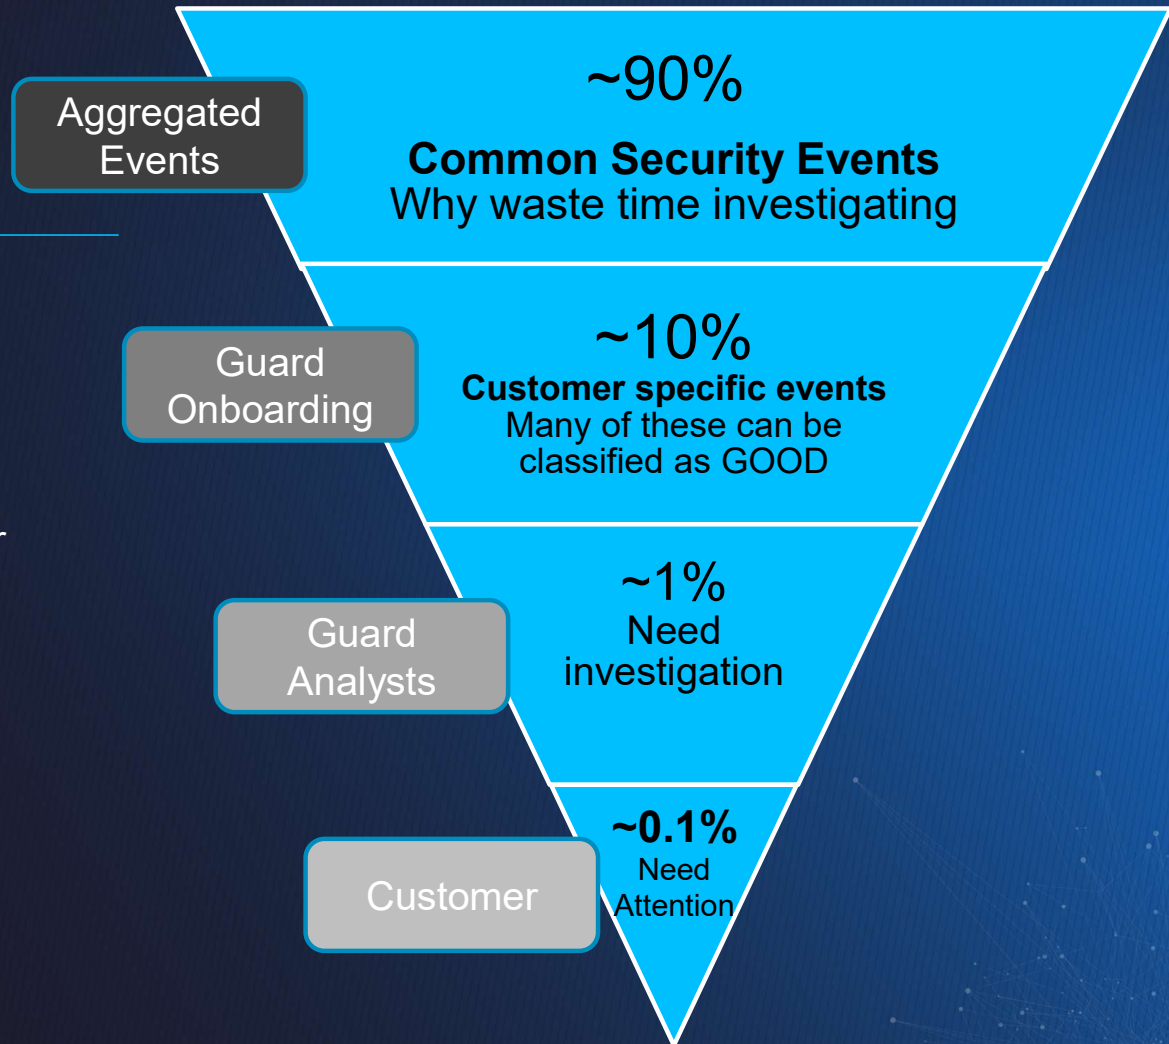 ~90%
Aggregated
Events
Common Security Events
Why waste time investigating
~10%
Guard
Onboarding
Customer specific events
Many of these can be
classified as GOOD
~1%
Need
investigation
Guard
Analysts
~0.1%
Need
Attention
Customer